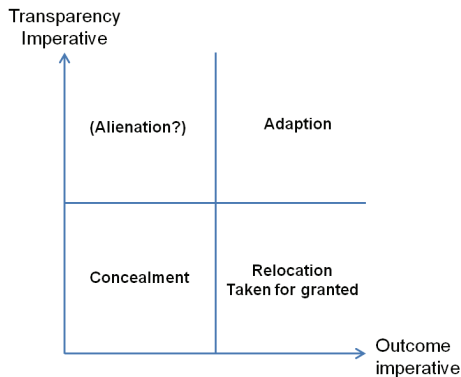 Transparency
Imperative
(Alienation?)
Adaption
Concealment
Relocation
Taken for granted
Outcome
imperative